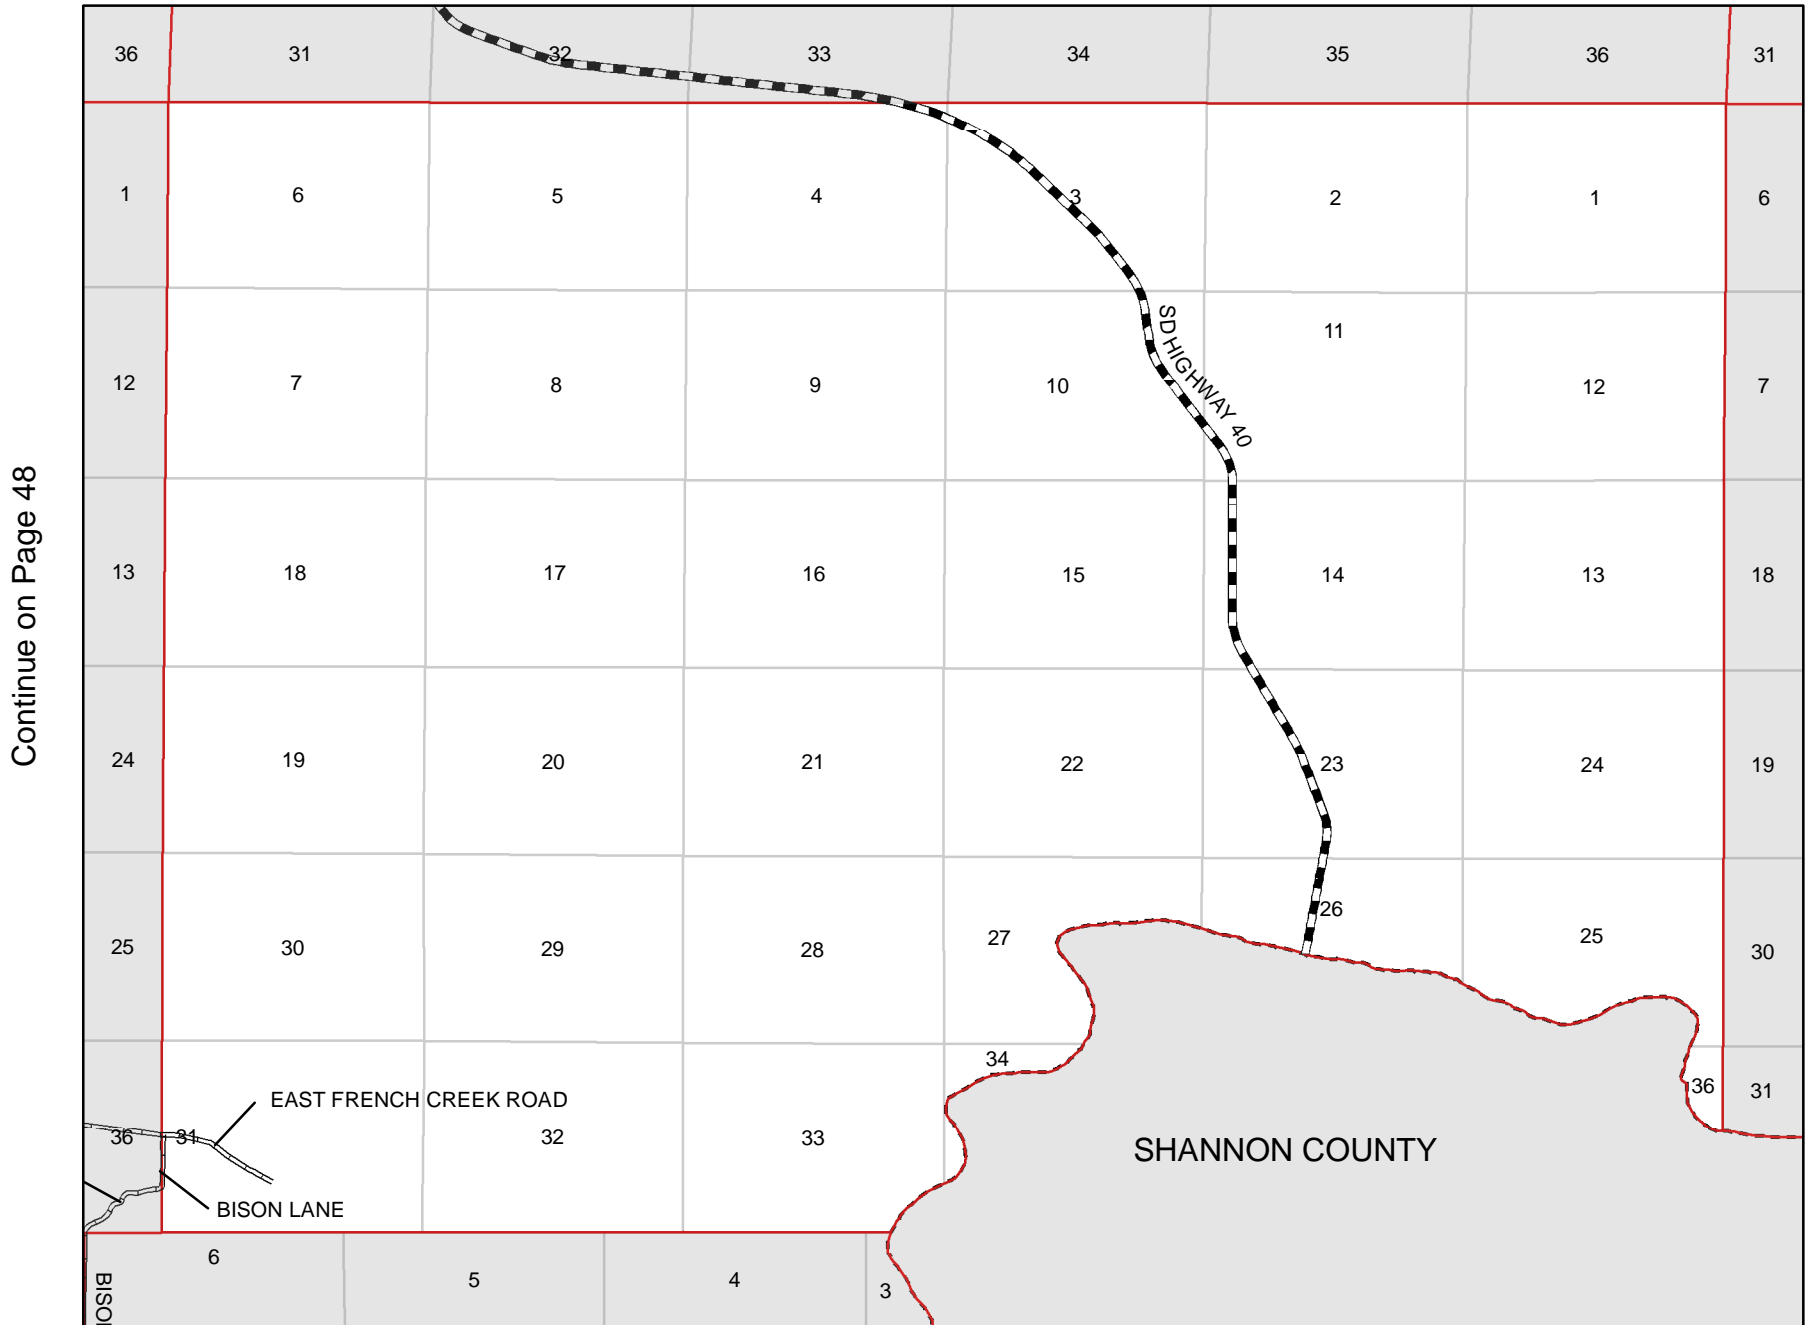 36 31 32 33 34 35 36 31
1 6 5 4 3 2 1 6
SD HIGHWAY 40
11
12 7 8 9 10 12 7
Continue on Page 48
13 18 17 16 15 14 13 18
24 19 20 21 22 23 24 19
26
25 30 29 28 27 25 30
34
36 31
EAST FRENCH CREEK ROAD
36 31 32 33
SHANNON COUNTY
BISON LANE
6
5 4 3
BISO